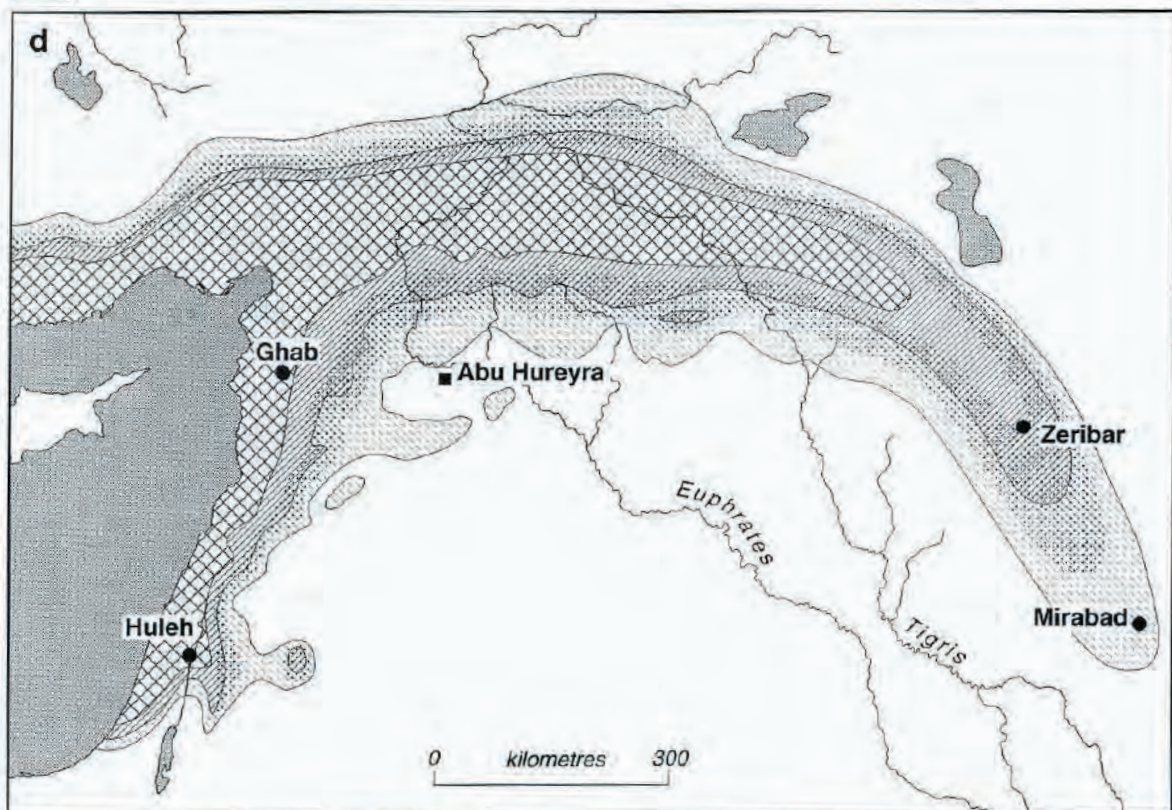 d
Ghab
Abu Hureyra
Zeribar
Euphrates
Huleh
Mirabad
Tigris
0 kilometres 300